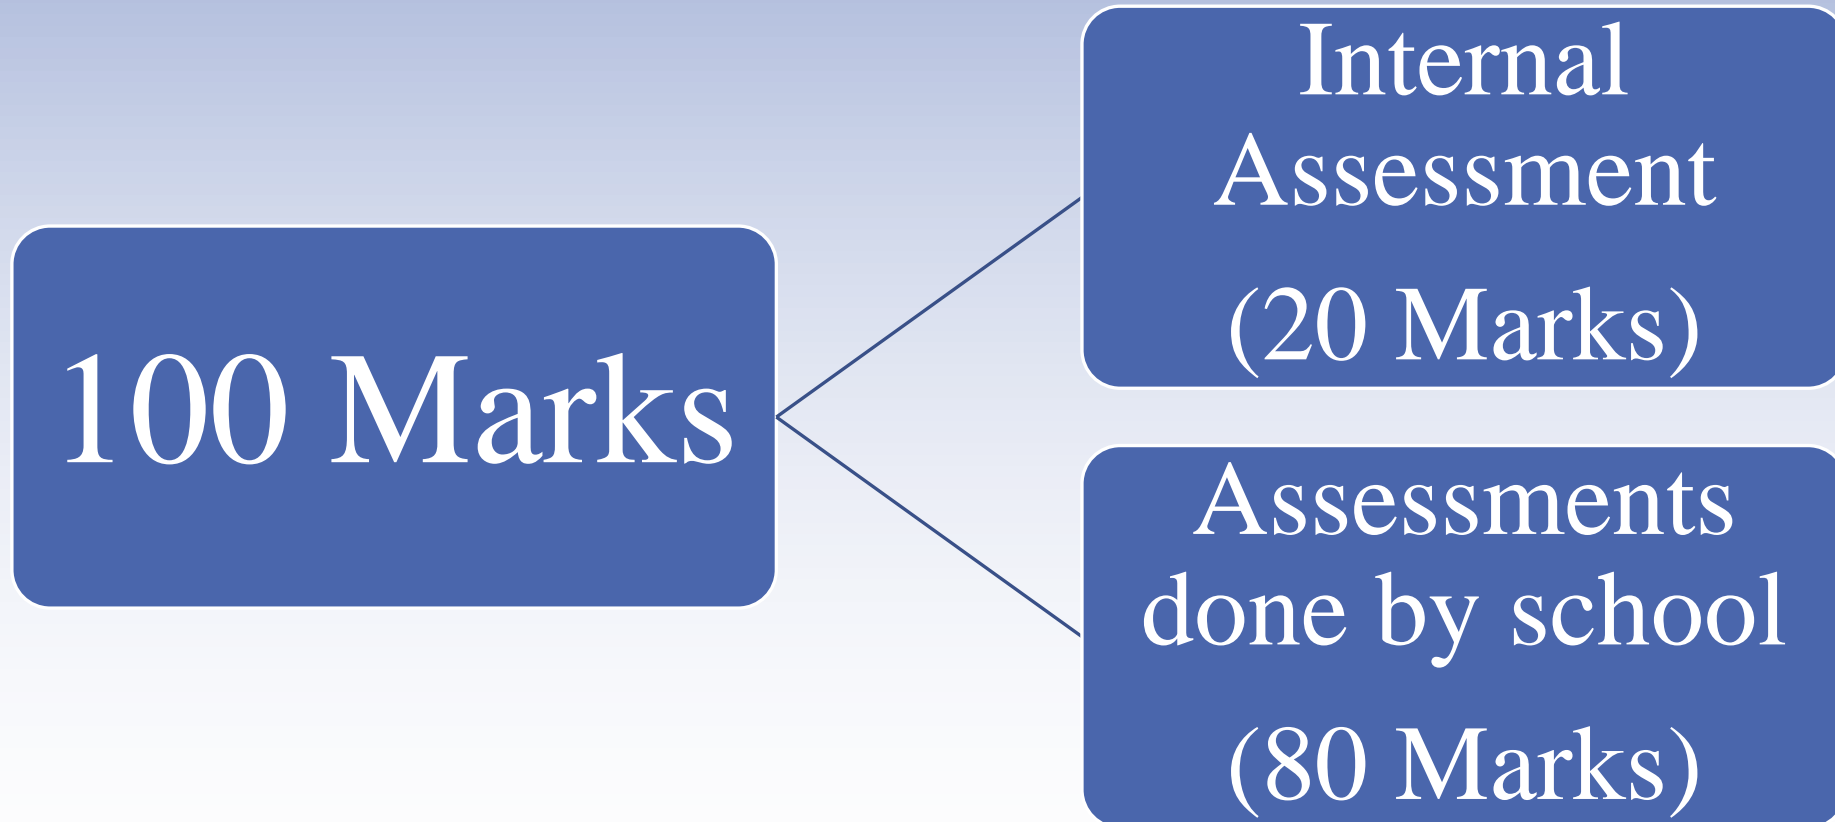 100 Marks
Internal
Assessment
(20 Marks)
Assessments
done by school
(80 Marks)